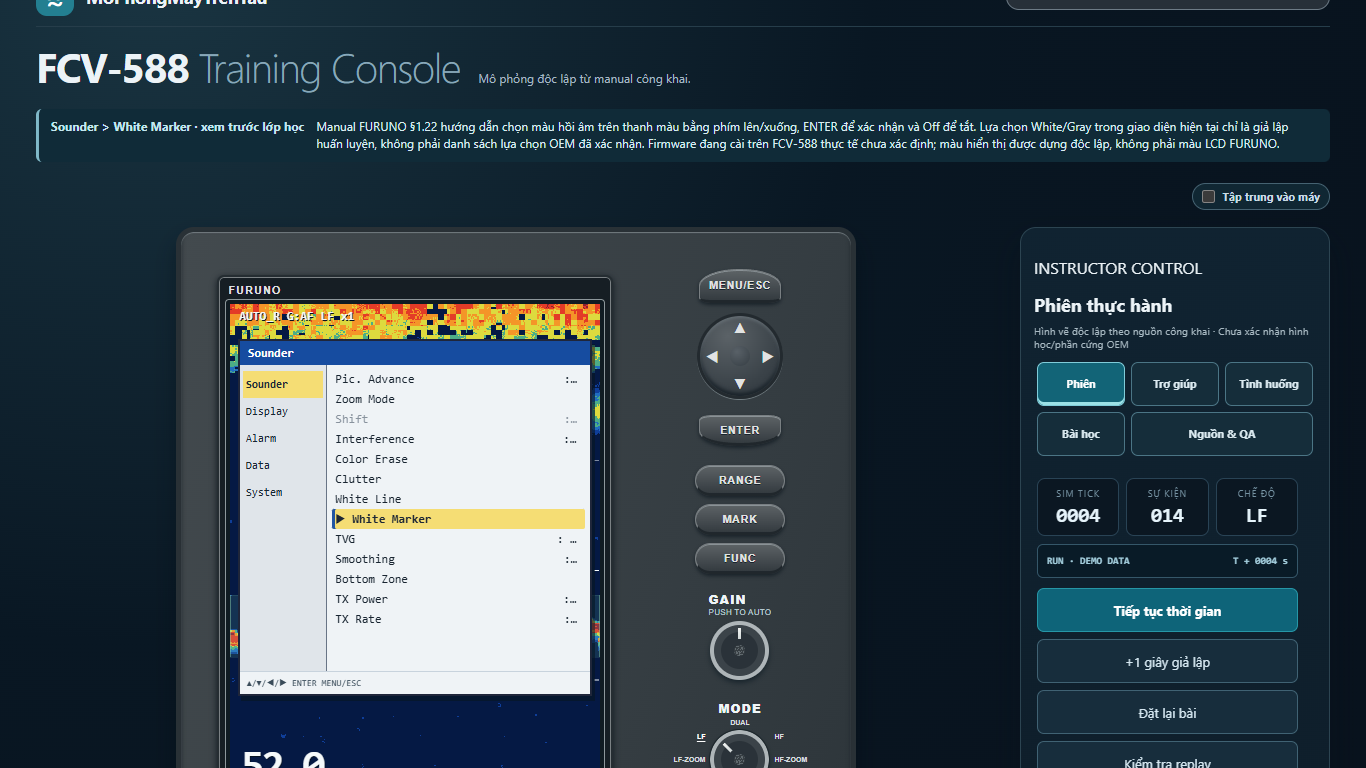 MôPhỏngMáyTrênTàu
FCV-588 Training Console
Mô phỏng độc lập từ manual công khai.
Sounder > White Marker · xem trước lớp học
Manual FURUNO §1.22 hướng dẫn chọn màu hồi âm trên thanh màu bằng phím lên/xuống, ENTER để xác nhận và Off để tắt. Lựa chọn White/Gray trong giao diện hiện tại chỉ là giả lập
huấn luyện, không phải danh sách lựa chọn OEM đã xác nhận. Firmware đang cài trên FCV-588 thực tế chưa xác định; màu hiển thị được dựng độc lập, không phải màu LCD FURUNO.
Tập trung vào máy
FURUNO
AUTO_R G:AF LF x1
Sounder
Sounder
Display
Alarm
Data
System
Pic. Advance :…
Zoom Mode
Shift :…
Interference :…
Color Erase
Clutter
White Line
▶ White Marker
TVG : …
Smoothing :…
Bottom Zone
TX Power :…
TX Rate :…
▲/▼/◀/▶ ENTER MENU/ESC
52.0
MENU/ESC
▲
◀ ▶
▼
ENTER
RANGE
MARK
FUNC
GAIN
PUSH TO AUTO
MODE
DUAL
LF HF
LF-ZOOM HF-ZOOM
INSTRUCTOR CONTROL
Phiên thực hành
Hình vẽ độc lập theo nguồn công khai · Chưa xác nhận hình
học/phần cứng OEM
Phiên Trợ giúp Tình huống
Bài học Nguồn & QA
SIM TICK SỰ KIỆN CHẾ ĐỘ
0004 014 LF
RUN · DEMO DATA T + 0004 s
Tiếp tục thời gian
+1 giây giả lập
Đặt lại bài
Kiểm tra replay